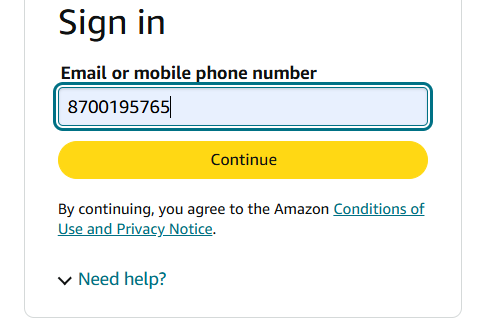 Sign in
Email or mobile phone number
8700195765
Continue
By continuing, you agree to the Amazon Conditions of
Use and Privacy Notice.
Need help?